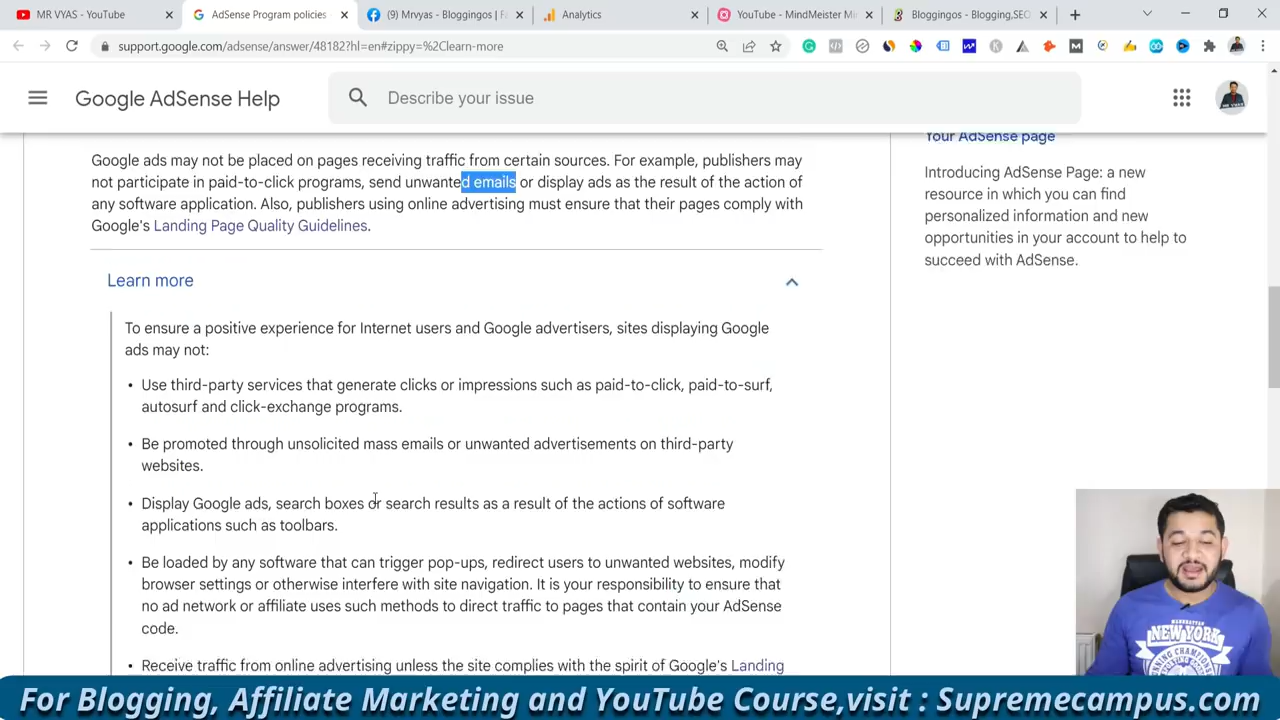 MR VYAS - YouTube
AdSense Program policies -
(9) Mrvyas - Bloggingos | Fa
Analytics
YouTube - MindMeister Mi
Bloggingos - Blogging,SEO
support.google.com/adsense/answer/48182?hl=en#zippy=%2Clearn-more
Google AdSense Help
Describe your issue
Google ads may not be placed on pages receiving traffic from certain sources. For example, publishers may
not participate in paid-to-click programs, send unwanted emails or display ads as the result of the action of
any software application. Also, publishers using online advertising must ensure that their pages comply with
Google's Landing Page Quality Guidelines.
Your AdSense page
Introducing AdSense Page: a new
resource in which you can find
personalized information and new
opportunities in your account to help to
succeed with AdSense.
Learn more
To ensure a positive experience for Internet users and Google advertisers, sites displaying Google
ads may not:
• Use third-party services that generate clicks or impressions such as paid-to-click, paid-to-surf,
autosurf and click-exchange programs.
• Be promoted through unsolicited mass emails or unwanted advertisements on third-party
websites.
• Display Google ads, search boxes or search results as a result of the actions of software
applications such as toolbars.
• Be loaded by any software that can trigger pop-ups, redirect users to unwanted websites, modify
browser settings or otherwise interfere with site navigation. It is your responsibility to ensure that
no ad network or affiliate uses such methods to direct traffic to pages that contain your AdSense
code.
• Receive traffic from online advertising unless the site complies with the spirit of Google's Landing
MANHATTAN
NEW YORK
WINNING CHAMPIONS
For Blogging, Affiliate Marketing and YouTube Course,visit : Supremecampus.com